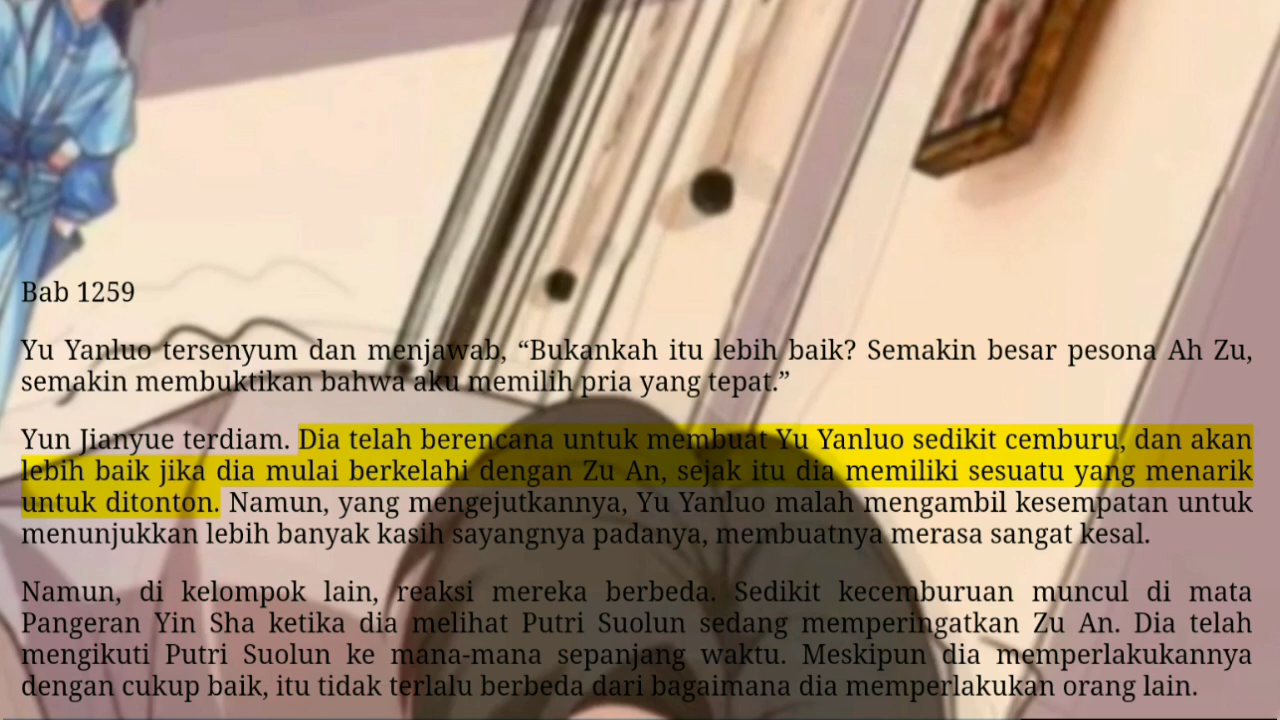 Bab 1259
Yu Yanluo tersenyum dan menjawab, “Bukankah itu lebih baik? Semakin besar pesona Ah Zu,
semakin membuktikan bahwa aku memilih pria yang tepat.”
Yun Jianyue terdiam. Dia telah berencana untuk membuat Yu Yanluo sedikit cemburu, dan akan
lebih baik jika dia mulai berkelahi dengan Zu An, sejak itu dia memiliki sesuatu yang menarik
untuk ditonton. Namun, yang mengejutkannya, Yu Yanluo malah mengambil kesempatan untuk
menunjukkan lebih banyak kasih sayangnya padanya, membuatnya merasa sangat kesal.
Namun, di kelompok lain, reaksi mereka berbeda. Sedikit kecemburuan muncul di mata
Pangeran Yin Sha ketika dia melihat Putri Suolun sedang memperingatkan Zu An. Dia telah
mengikuti Putri Suolun ke mana-mana sepanjang waktu. Meskipun dia memperlakukannya
dengan cukup baik, itu tidak terlalu berbeda dari bagaimana dia memperlakukan orang lain.